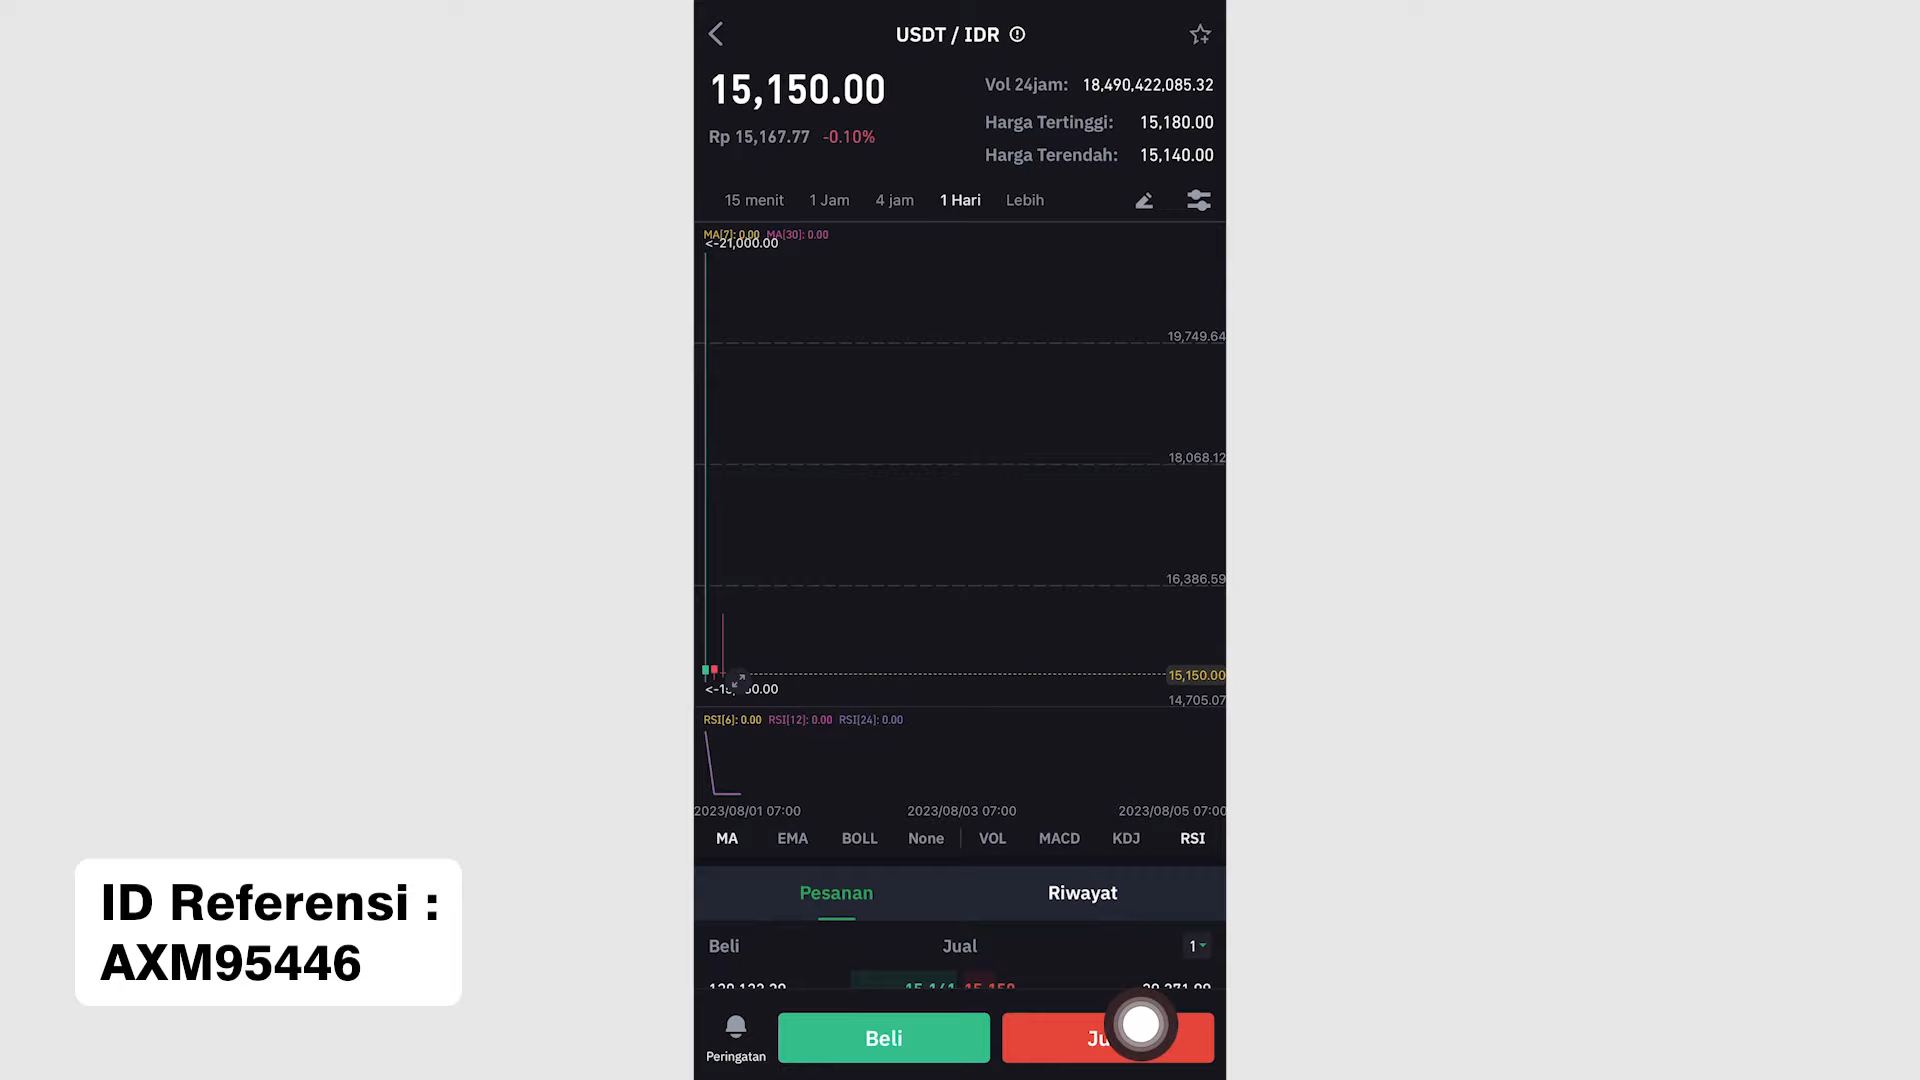 USDT / IDR
15,150.00
Rp 15,167.77 -0.10%
Vol 24jam: 18,490,422,085.32
Harga Tertinggi: 15,180.00
Harga Terendah: 15,140.00
15 menit 1 Jam 4 jam 1 Hari Lebih
MA[7]: 0.00 MA[30]: 0.00
<-21,000.00
19,749.64
18,068.12
16,386.59
15,150.00
14,705.07
RSI[6]: 0.00 RSI[12]: 0.00 RSI[24]: 0.00
2023/08/01 07:00 2023/08/03 07:00 2023/08/05 07:00
MA EMA BOLL None VOL MACD KDJ RSI
Pesanan Riwayat
Beli Jual 1
15,141 15,150
Peringatan
Beli
ID Referensi :
AXM95446